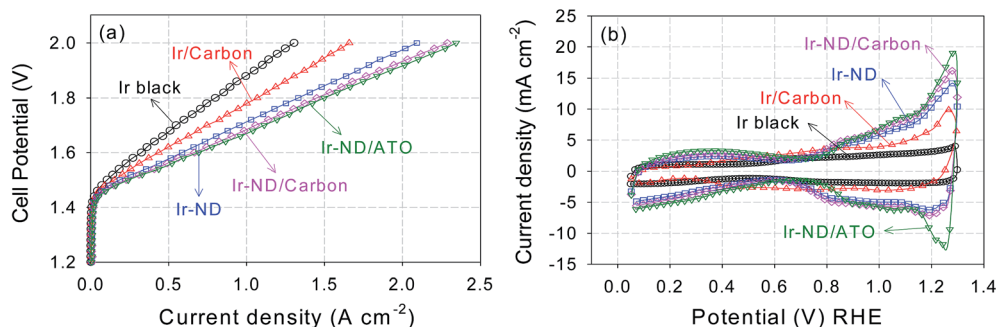 (a)
Ir/Carbon
Ir black
Ir-ND/ATO
Ir-ND/Carbon
Ir-ND
Cell Potential (V)
2.0
1.8
1.6
1.4
1.2
0.0 0.5 1.0 1.5 2.0 2.5
Current density (A cm-2)
(b)
Ir-ND/Carbon
Ir-ND
Ir/Carbon
Ir black
Ir-ND/ATO
Current density (mA cm-2)
25
20
15
10
5
0
-5
-10
-15
0.0 0.2 0.4 0.6 0.8 1.0 1.2 1.4
Potential (V) RHE